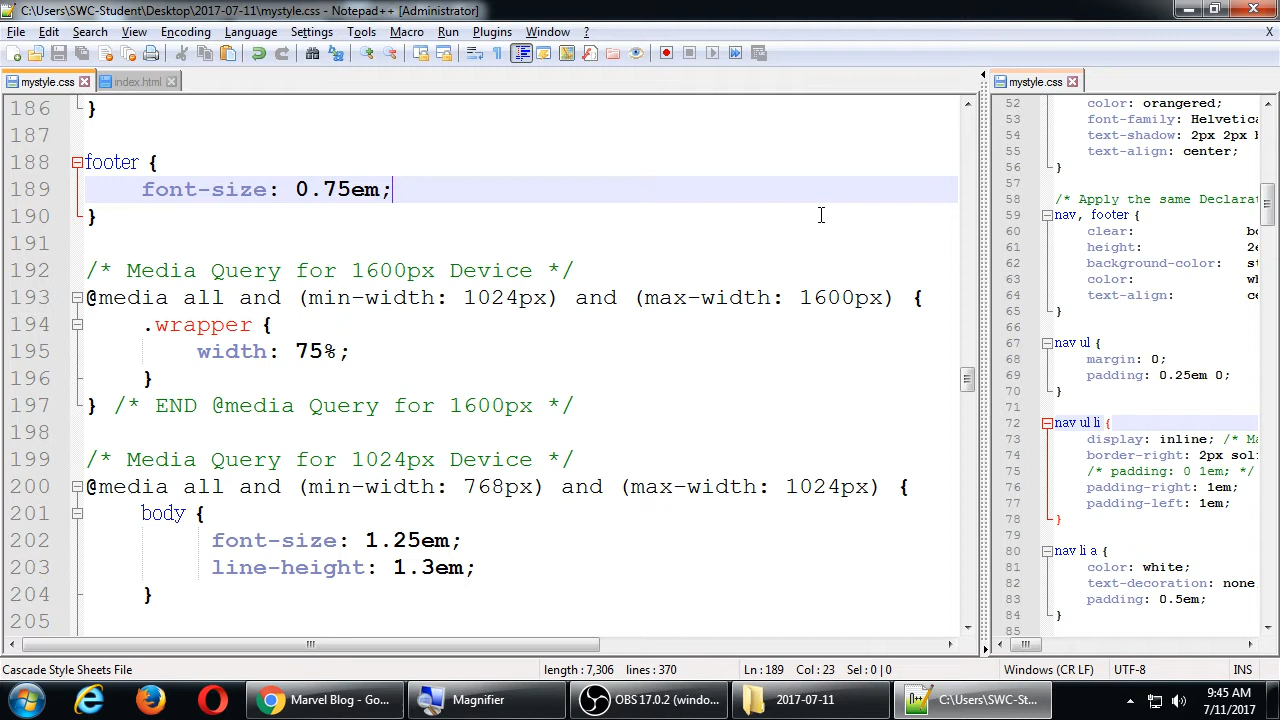 C:\Users\SWC-Student\Desktop\2017-07-11\mystyle.css - Notepad++ [Administrator]
File Edit Search View Encoding Language Settings Tools Macro Run Plugins Window ? X
mystyle.css index.html
186 }
187
188 footer {
189 font-size: 0.75em;
190 }
191
192 /* Media Query for 1600px Device */
193 @media all and (min-width: 1024px) and (max-width: 1600px) {
194 .wrapper {
195 width: 75%;
196 }
197 } /* END @media Query for 1600px */
198
199 /* Media Query for 1024px Device */
200 @media all and (min-width: 768px) and (max-width: 1024px) {
201 body {
202 font-size: 1.25em;
203 line-height: 1.3em;
204 }
205
mystyle.css
52 color: orangered;
53 font-family: Helvetica
54 text-shadow: 2px 2px
55 text-align: center;
56 }
57
58 /* Apply the same Declarat
59 nav, footer {
60 clear: bo
61 height: 2e
62 background-color: st
63 color: wh
64 text-align: ce
65 }
66
67 nav ul {
68 margin: 0;
69 padding: 0.25em 0;
70 }
71
72 nav ul li {
73 display: inline; /* Ma
74 border-right: 2px sol
75 /* padding: 0 1em; */
76 padding-right: 1em;
77 padding-left: 1em;
78 }
79
80 nav li a {
81 color: white;
82 text-decoration: none
83 padding: 0.5em;
84 }
85
Cascade Style Sheets File length : 7,306 lines : 370 Ln : 189 Col : 23 Sel : 0 | 0 Windows (CR LF) UTF-8 INS
Marvel Blog - Go... Magnifier OBS 17.0.2 (windo... 2017-07-11 C:\Users\SWC-St... 9:45 AM
7/11/2017